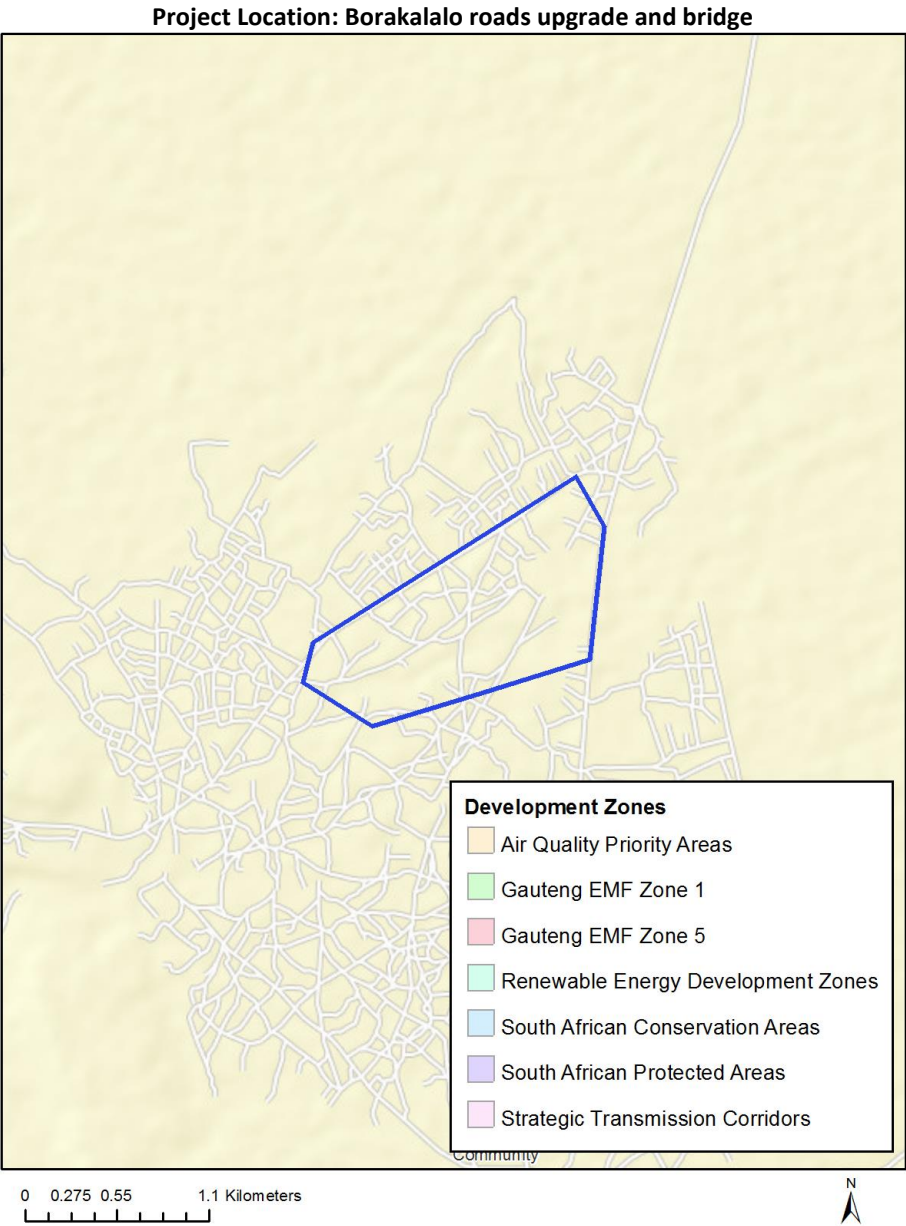 Project Location: Borakalalo roads upgrade and bridge
Development Zones
Air Quality Priority Areas
Gauteng EMF Zone 1
Gauteng EMF Zone 5
Renewable Energy Development Zones
South African Conservation Areas
South African Protected Areas
Strategic Transmission Corridors
Community
0 0.275 0.55 1.1 Kilometers
N